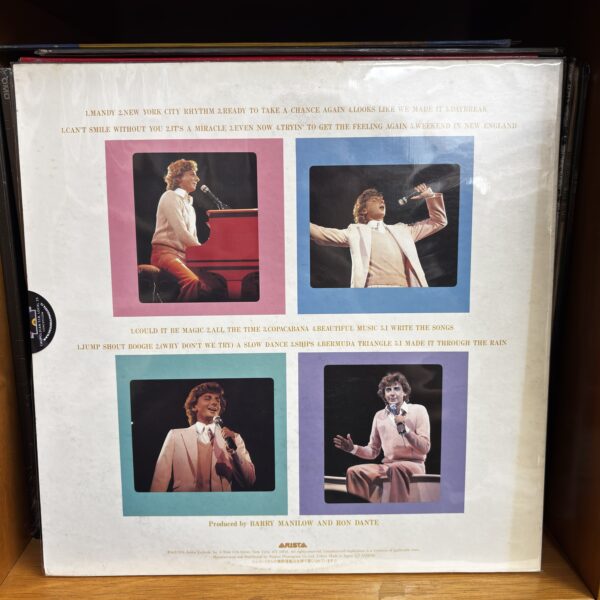 1.MANDY 2.NEW YORK CITY RHYTHM 3.READY TO TAKE A CHANCE AGAIN 4.LOOKS LIKE WE MADE IT 5.DAYBREAK
1.CAN'T SMILE WITHOUT YOU 2.IT'S A MIRACLE 3.EVEN NOW 4.TRYIN' TO GET THE FEELING AGAIN 5.WEEKEND IN NEW ENGLAND
1.COULD IT BE MAGIC 2.ALL THE TIME 3.COPACABANA 4.BEAUTIFUL MUSIC 5.I WRITE THE SONGS
1.JUMP SHOUT BOOGIE 2.(WHY DON'T WE TRY) A SLOW DANCE 3.SHIPS 4.BERMUDA TRIANGLE 5.I MADE IT THROUGH THE RAIN
Produced by BARRY MANILOW AND RON DANTE
ARISTA